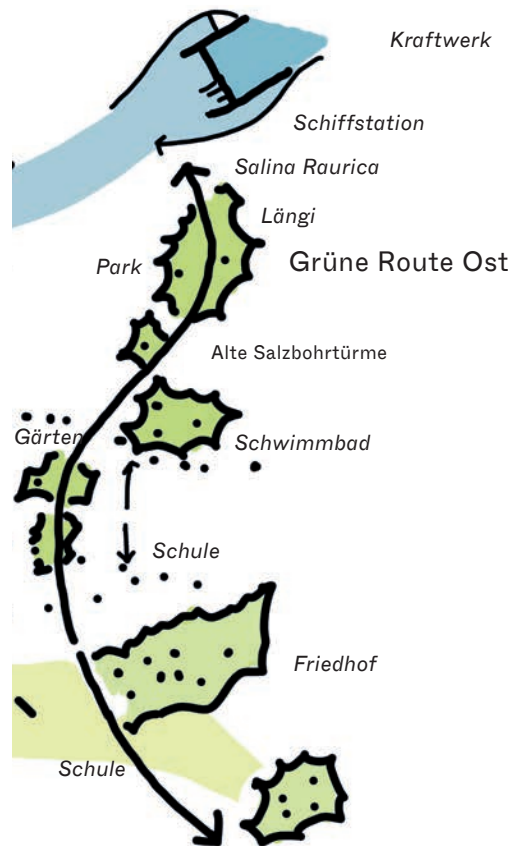 Kraftwerk
Schiffstation
Salina Raurica
Längi
Grüne Route Ost
Park
Alte Salzbohrtürme
Gärten
Schwimmbad
Schule
Friedhof
Schule